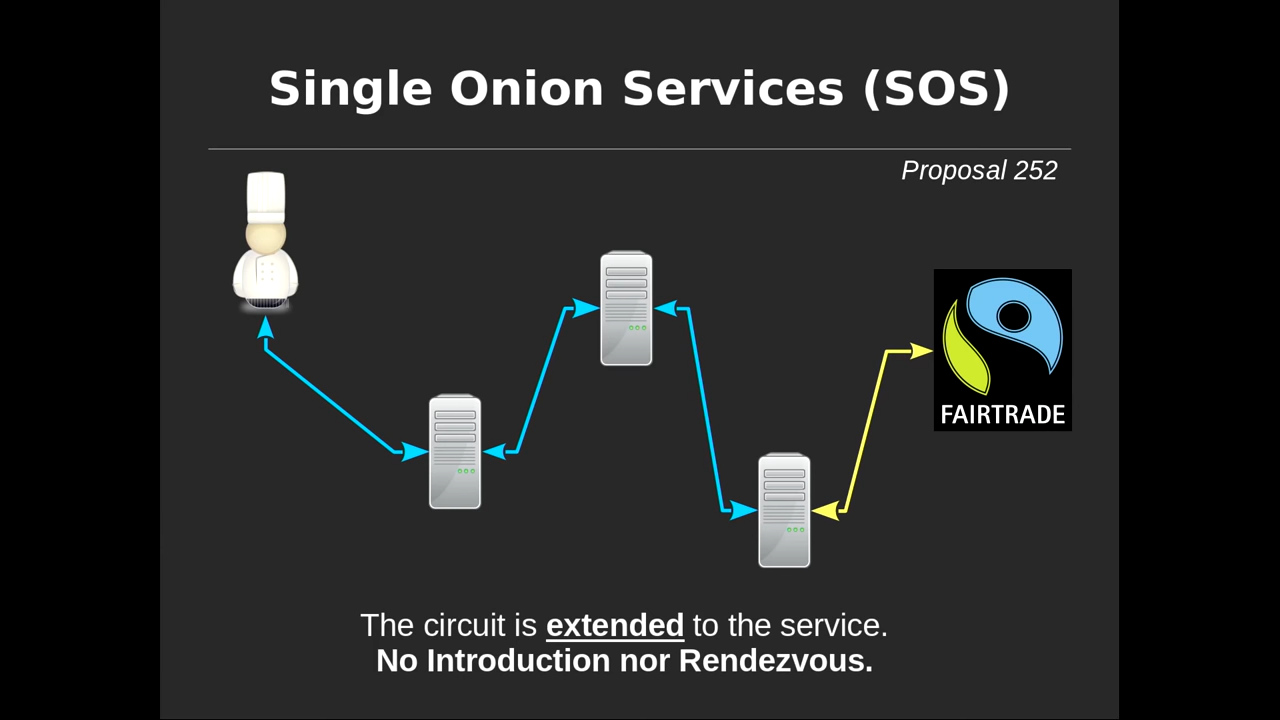 Single Onion Services (SOS)
Proposal 252
FAIRTRADE
The circuit is extended to the service.
No Introduction nor Rendezvous.